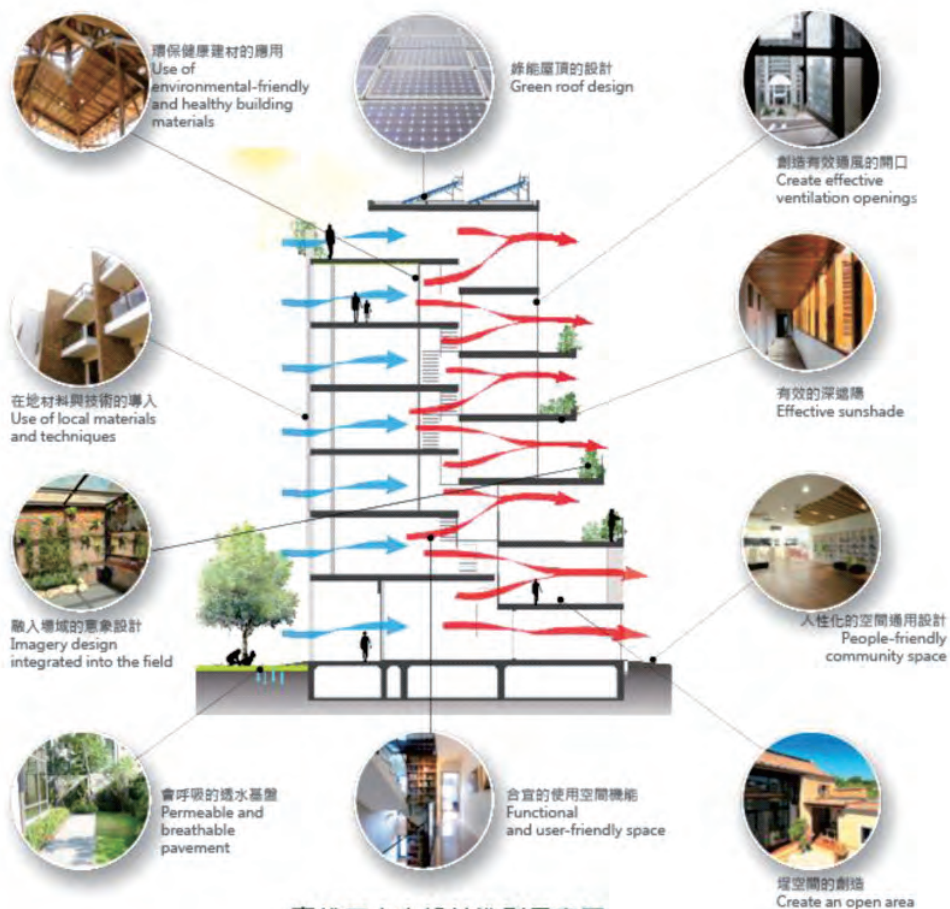 環保健康建材的應用
Use of
environmental-friendly
and healthy building
materials
綠能屋頂的設計
Green roof design
創造有效通風的開口
Create effective
ventilation openings
在地材料與技術的導入
Use of local materials
and techniques
有效的深遮陽
Effective sunshade
融入場域的意象設計
Imagery design
integrated into the field
人性化的空間通用設計
People-friendly
community space
會呼吸的透水基盤
Permeable and
breathable
pavement
合宜的使用空間機能
Functional
and user-friendly space
埕空間的創造
Create an open area